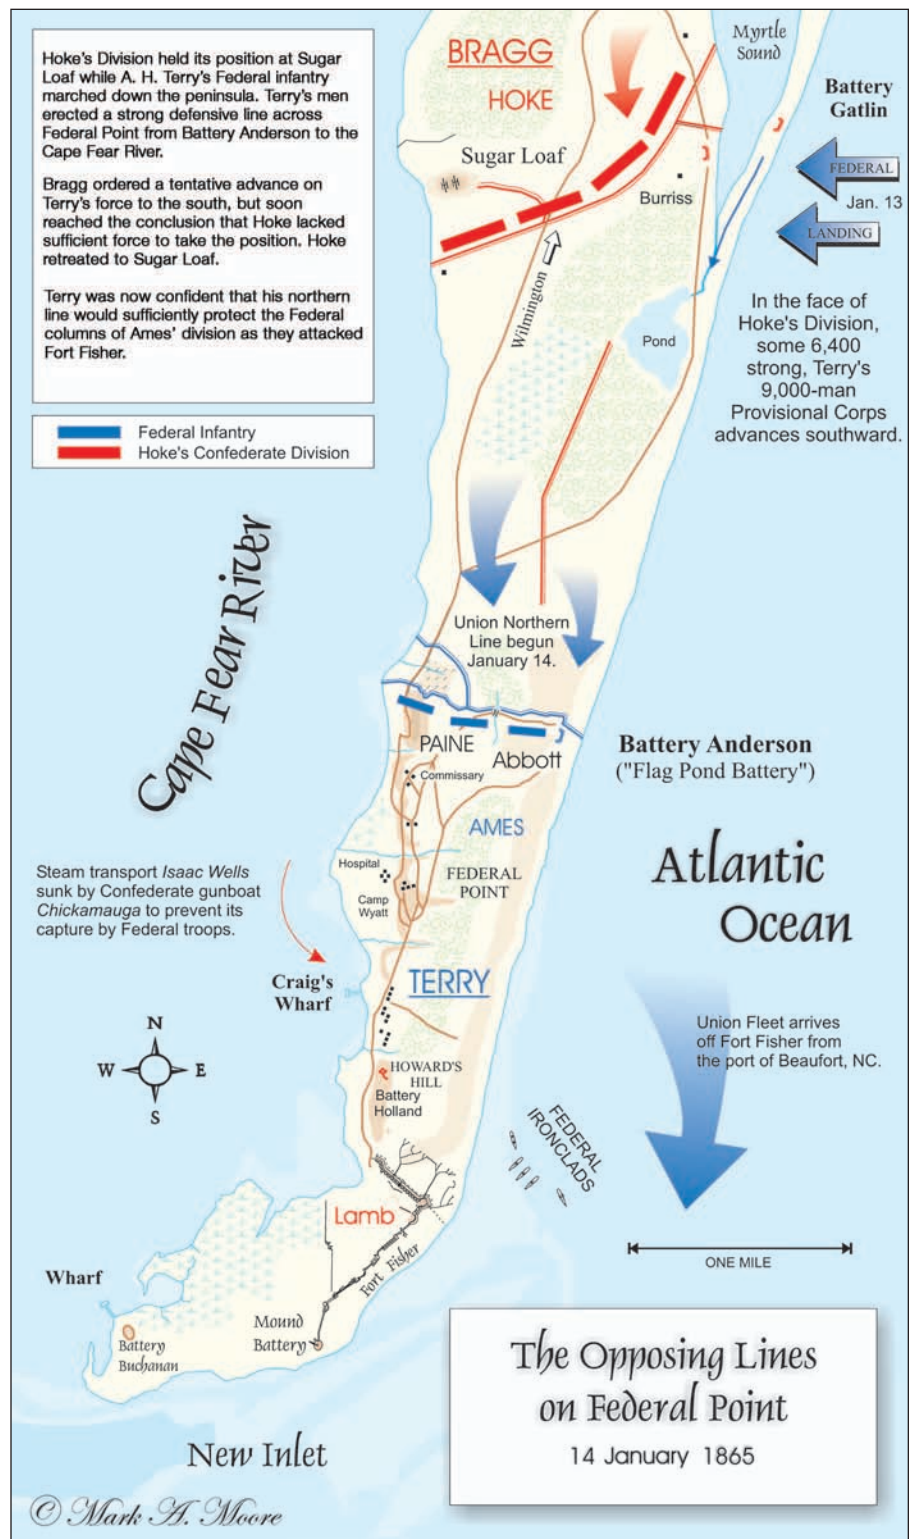 Hoke's Division held its position at Sugar
Loaf while A. H. Terry's Federal infantry
marched down the peninsula. Terry's men
erected a strong defensive line across
Federal Point from Battery Anderson to the
Cape Fear River.
Bragg ordered a tentative advance on
Terry's force to the south, but soon
reached the conclusion that Hoke lacked
sufficient force to take the position. Hoke
retreated to Sugar Loaf.
Terry was now confident that his northern
line would sufficiently protect the Federal
columns of Ames' division as they attacked
Fort Fisher.
Federal Infantry
Hoke's Confederate Division
BRAGG
HOKE
Myrtle
Sound
Battery
Gatlin
Sugar Loaf
FEDERAL
Jan. 13
LANDING
Burriss
Wilmington
Pond
In the face of
Hoke's Division,
some 6,400
strong, Terry's
9,000-man
Provisional Corps
advances southward.
Cape Fear River
Union Northern
Line begun
January 14.
PAINE
Abbott
Battery Anderson
("Flag Pond Battery")
Commissary
AMES
Hospital
FEDERAL
POINT
Camp
Wyatt
Atlantic
Ocean
Steam transport Isaac Wells
sunk by Confederate gunboat
Chickamauga to prevent its
capture by Federal troops.
Craig's
Wharf
TERRY
Union Fleet arrives
off Fort Fisher from
the port of Beaufort, NC.
N
W
E
S
HOWARD'S
HILL
Battery
Holland
FEDERAL
IRONCLADS
Lamb
Fort Fisher
ONE MILE
Wharf
Mound
Battery
Battery
Buchanan
The Opposing Lines
on Federal Point
14 January 1865
New Inlet
© Mark A. Moore